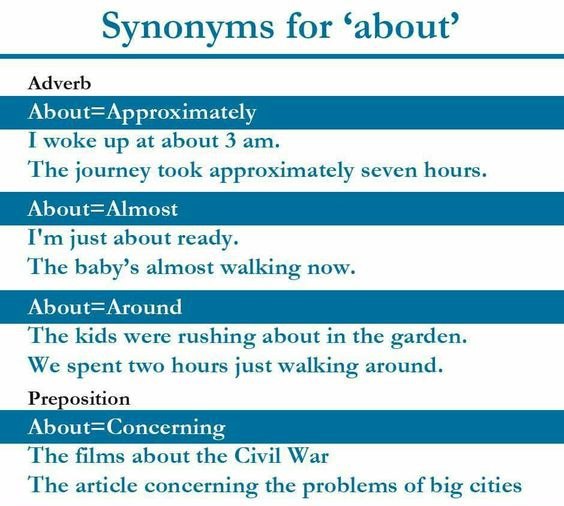 Synonyms for ‘about’
Adverb
About=Approximately
I woke up at about 3 am.
The journey took approximately seven hours.
About=Almost
I'm just about ready.
The baby’s almost walking now.
About=Around
The kids were rushing about in the garden.
We spent two hours just walking around.
Preposition
About=Concerning
The films about the Civil War
The article concerning the problems of big cities